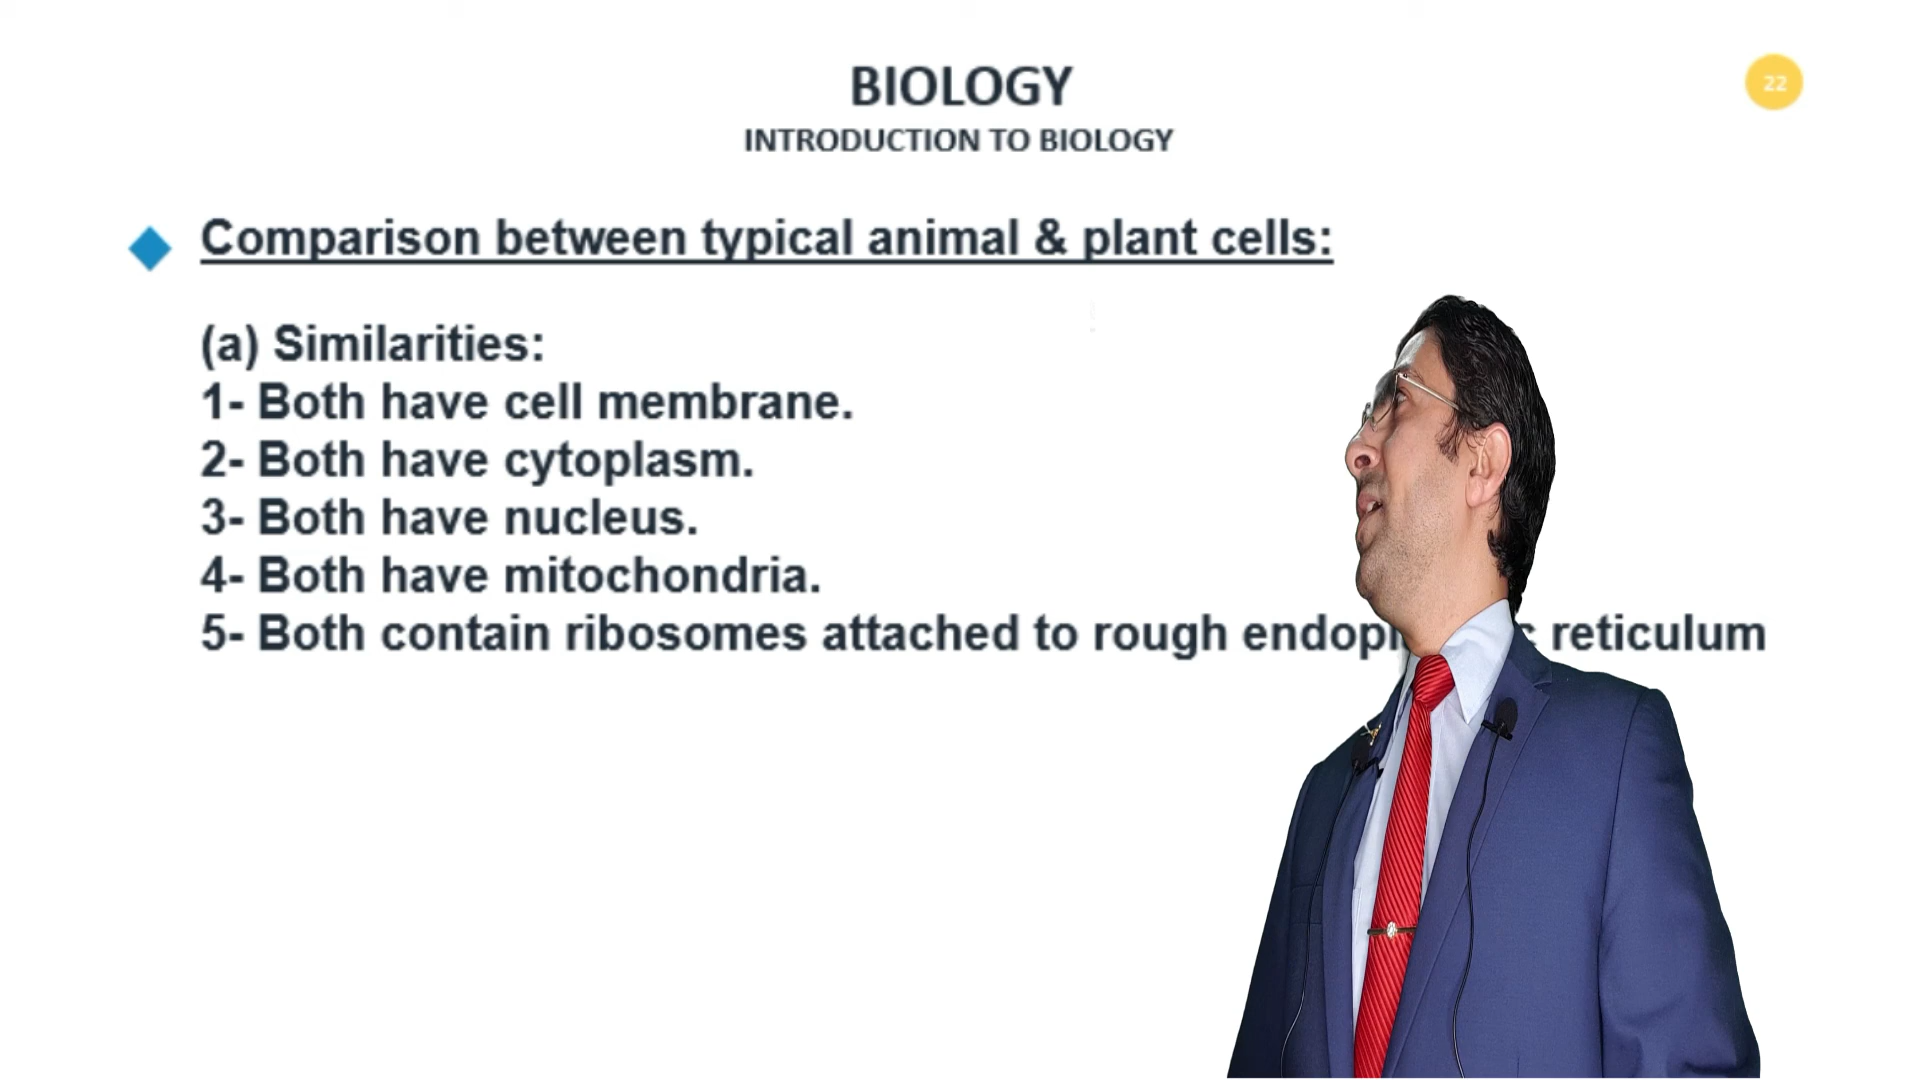 BIOLOGY
22
INTRODUCTION TO BIOLOGY
Comparison between typical animal & plant cells:
(a) Similarities:
1- Both have cell membrane.
2- Both have cytoplasm.
3- Both have nucleus.
4- Both have mitochondria.
5- Both contain ribosomes attached to rough reticulum